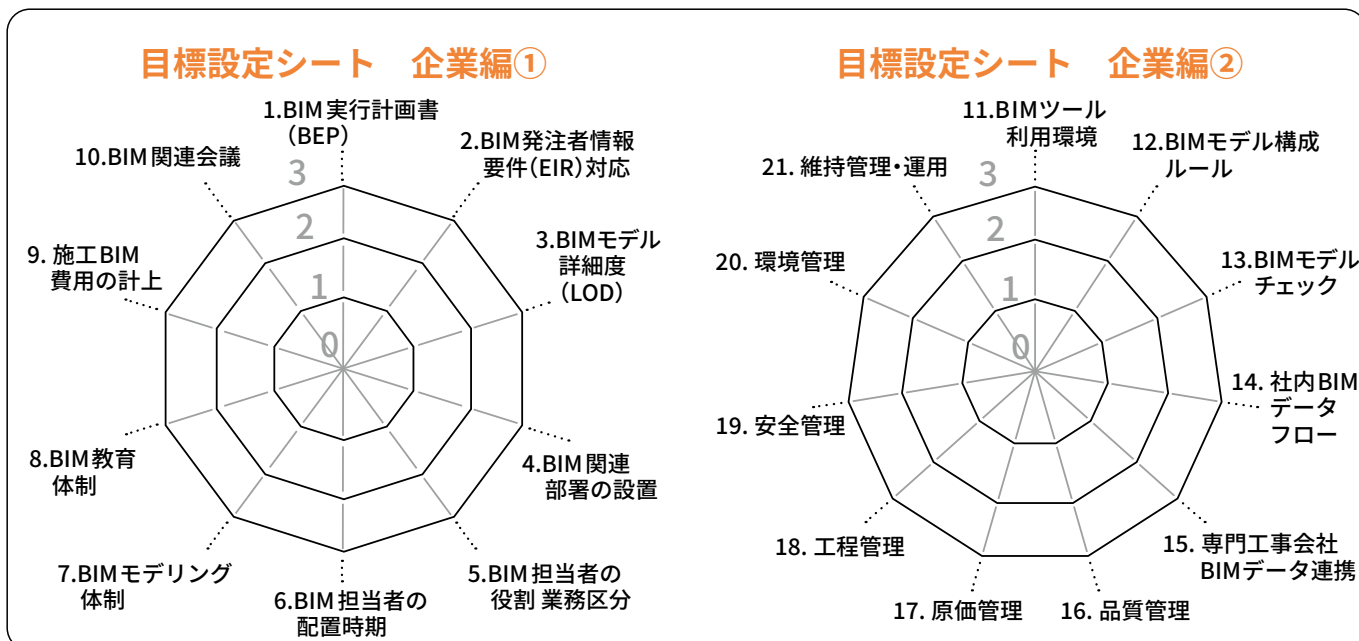 目標設定シート　企業編①
1.BIM実行計画書
（BEP）
2.BIM発注者情報
要件（EIR）対応
3.BIMモデル
詳細度
（LOD）
4.BIM関連
部署の設置
5.BIM担当者の
役割 業務区分
6.BIM担当者の
配置時期
7.BIMモデリング
体制
8.BIM教育
体制
9. 施工BIM
費用の計上
10.BIM関連会議
3
2
1
0
目標設定シート　企業編②
11.BIMツール
利用環境
12.BIMモデル構成
ルール
13.BIMモデル
チェック
14. 社内BIM
データ
フロー
15. 専門工事会社
BIMデータ連携
16. 品質管理
17. 原価管理
18. 工程管理
19. 安全管理
20. 環境管理
21. 維持管理・運用
3
2
1
0